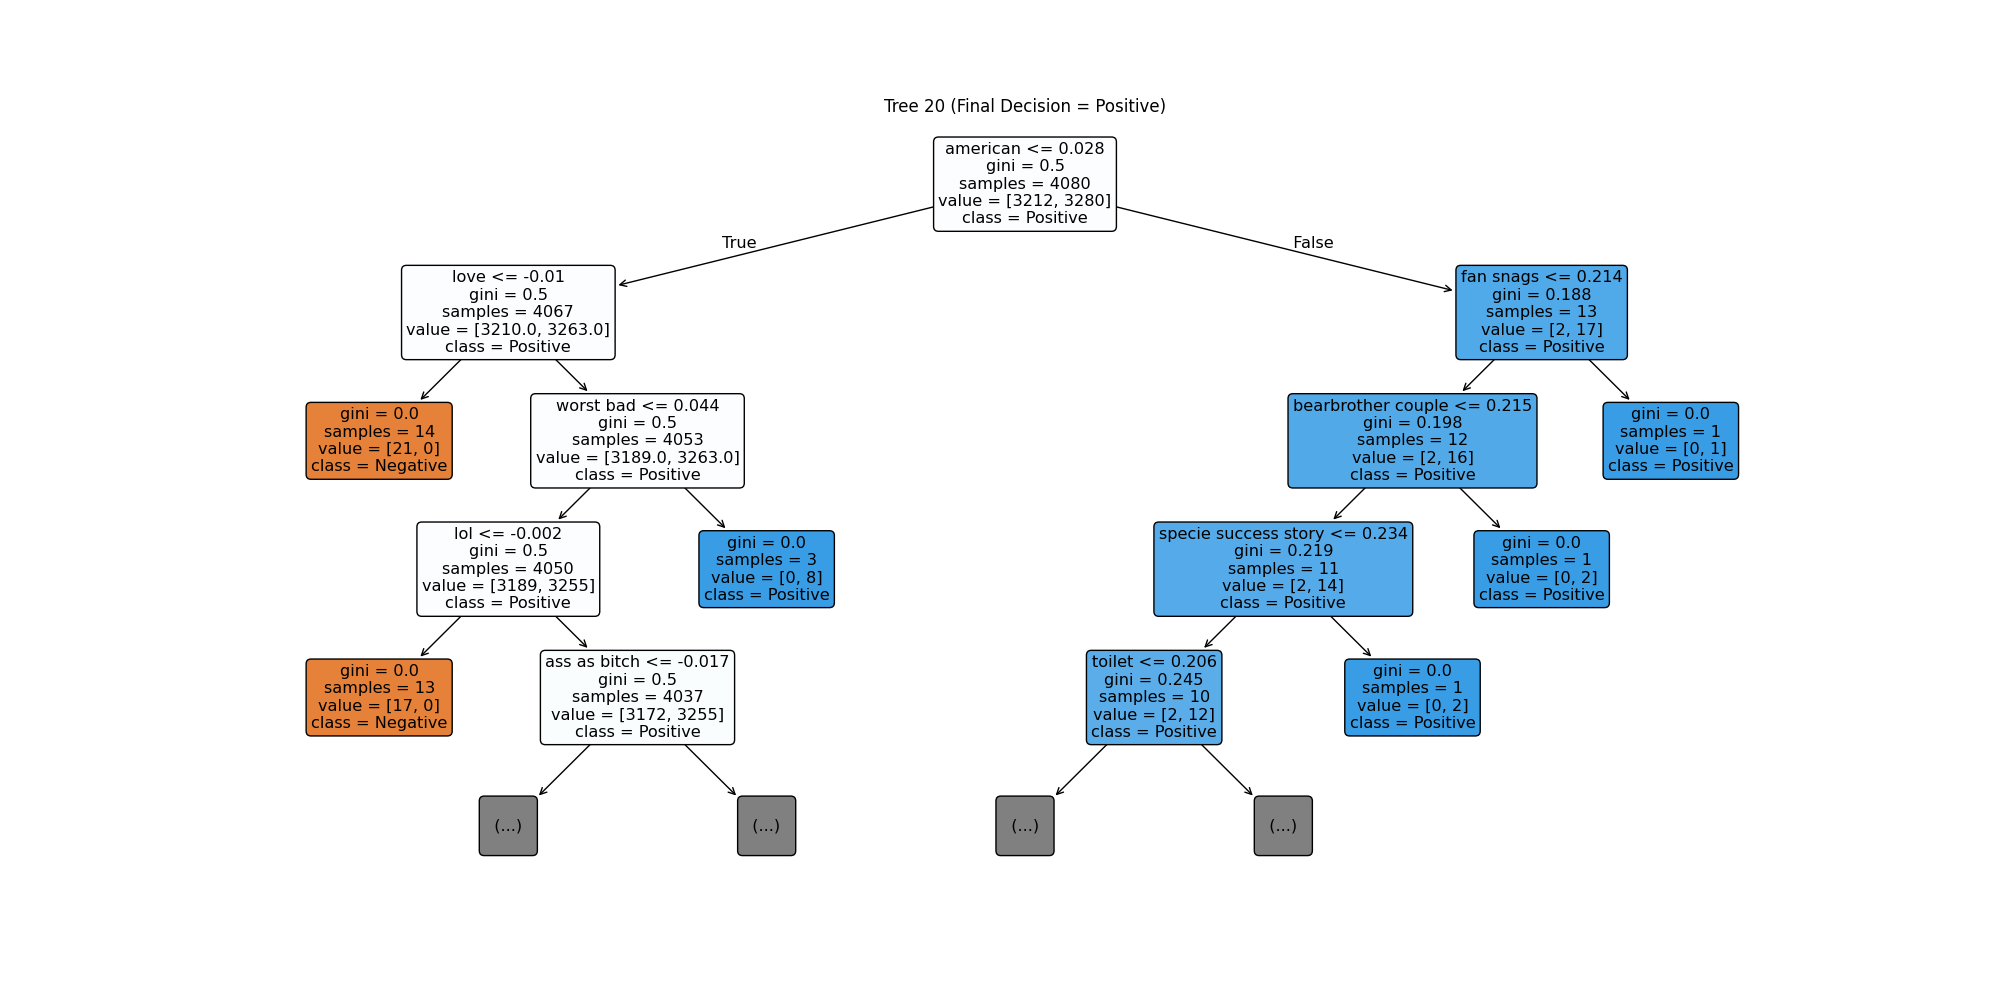 Tree 20 (Final Decision = Positive)
american <= 0.028
gini = 0.5
samples = 4080
value = [3212, 3280]
class = Positive
True
False
love <= -0.01
gini = 0.5
samples = 4067
value = [3210.0, 3263.0]
class = Positive
fan snags <= 0.214
gini = 0.188
samples = 13
value = [2, 17]
class = Positive
gini = 0.0
samples = 14
value = [21, 0]
class = Negative
worst bad <= 0.044
gini = 0.5
samples = 4053
value = [3189.0, 3263.0]
class = Positive
bearbrother couple <= 0.215
gini = 0.198
samples = 12
value = [2, 16]
class = Positive
gini = 0.0
samples = 1
value = [0, 1]
class = Positive
lol <= -0.002
gini = 0.5
samples = 4050
value = [3189, 3255]
class = Positive
gini = 0.0
samples = 3
value = [0, 8]
class = Positive
specie success story <= 0.234
gini = 0.219
samples = 11
value = [2, 14]
class = Positive
gini = 0.0
samples = 1
value = [0, 2]
class = Positive
gini = 0.0
samples = 13
value = [17, 0]
class = Negative
ass as bitch <= -0.017
gini = 0.5
samples = 4037
value = [3172, 3255]
class = Positive
toilet <= 0.206
gini = 0.245
samples = 10
value = [2, 12]
class = Positive
gini = 0.0
samples = 1
value = [0, 2]
class = Positive
(...)
(...)
(...)
(...)